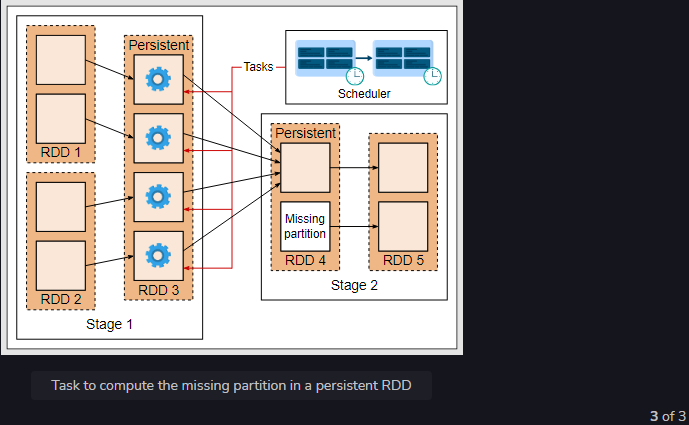 Persistent
RDD 1
RDD 2
RDD 3
Stage 1
Tasks
Scheduler
Persistent
Missing
partition
RDD 4
RDD 5
Stage 2
Task to compute the missing partition in a persistent RDD
3 of 3